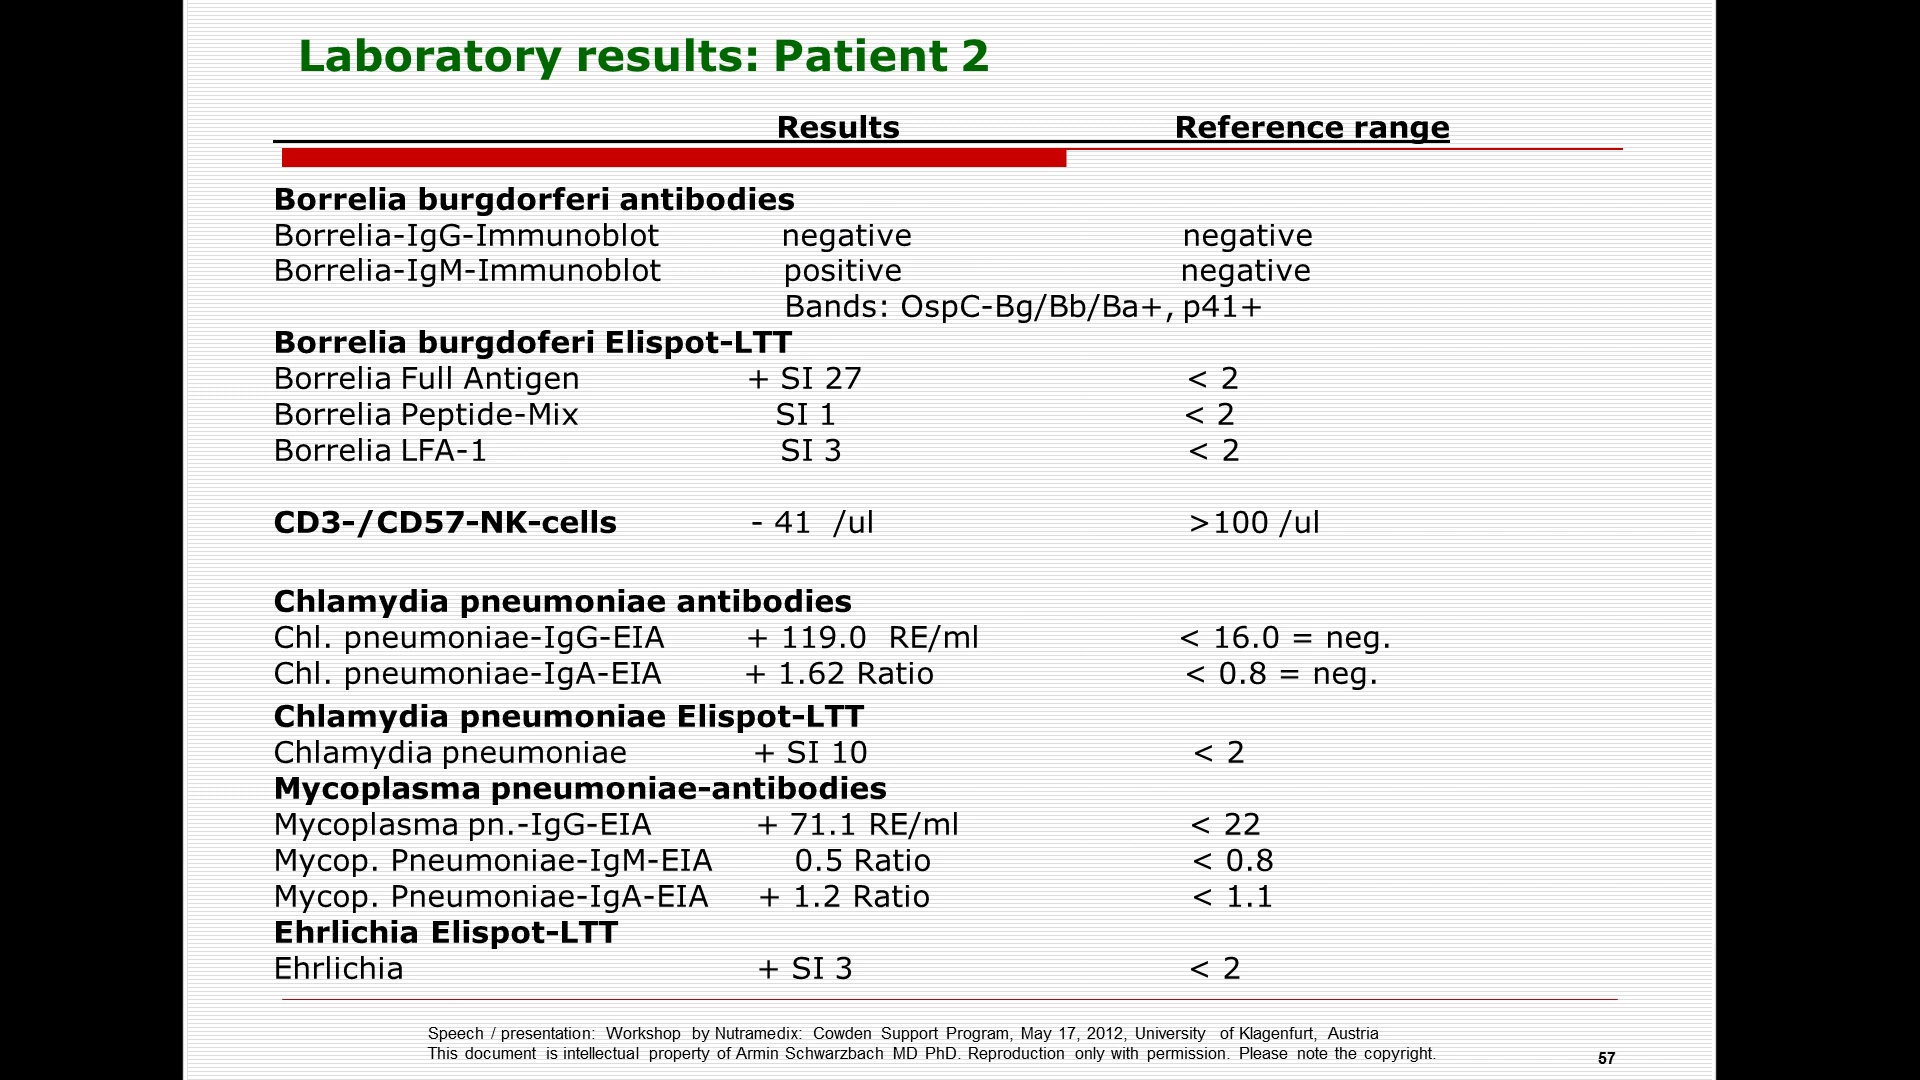 Laboratory results: Patient 2
Results Reference range
Borrelia burgdorferi antibodies
Borrelia-IgG-Immunoblot negative negative
Borrelia-IgM-Immunoblot positive negative
Bands: OspC-Bg/Bb/Ba+, p41+
Borrelia burgdoferi Elispot-LTT
Borrelia Full Antigen + SI 27 < 2
Borrelia Peptide-Mix SI 1 < 2
Borrelia LFA-1 SI 3 < 2
CD3-/CD57-NK-cells - 41 /ul >100 /ul
Chlamydia pneumoniae antibodies
Chl. pneumoniae-IgG-EIA + 119.0 RE/ml < 16.0 = neg.
Chl. pneumoniae-IgA-EIA + 1.62 Ratio < 0.8 = neg.
Chlamydia pneumoniae Elispot-LTT
Chlamydia pneumoniae + SI 10 < 2
Mycoplasma pneumoniae-antibodies
Mycoplasma pn.-IgG-EIA + 71.1 RE/ml < 22
Mycop. Pneumoniae-IgM-EIA 0.5 Ratio < 0.8
Mycop. Pneumoniae-IgA-EIA + 1.2 Ratio < 1.1
Ehrlichia Elispot-LTT
Ehrlichia + SI 3 < 2
Speech / presentation: Workshop by Nutramedix: Cowden Support Program, May 17, 2012, University of Klagenfurt, Austria
This document is intellectual property of Armin Schwarzbach MD PhD. Reproduction only with permission. Please note the copyright.
57